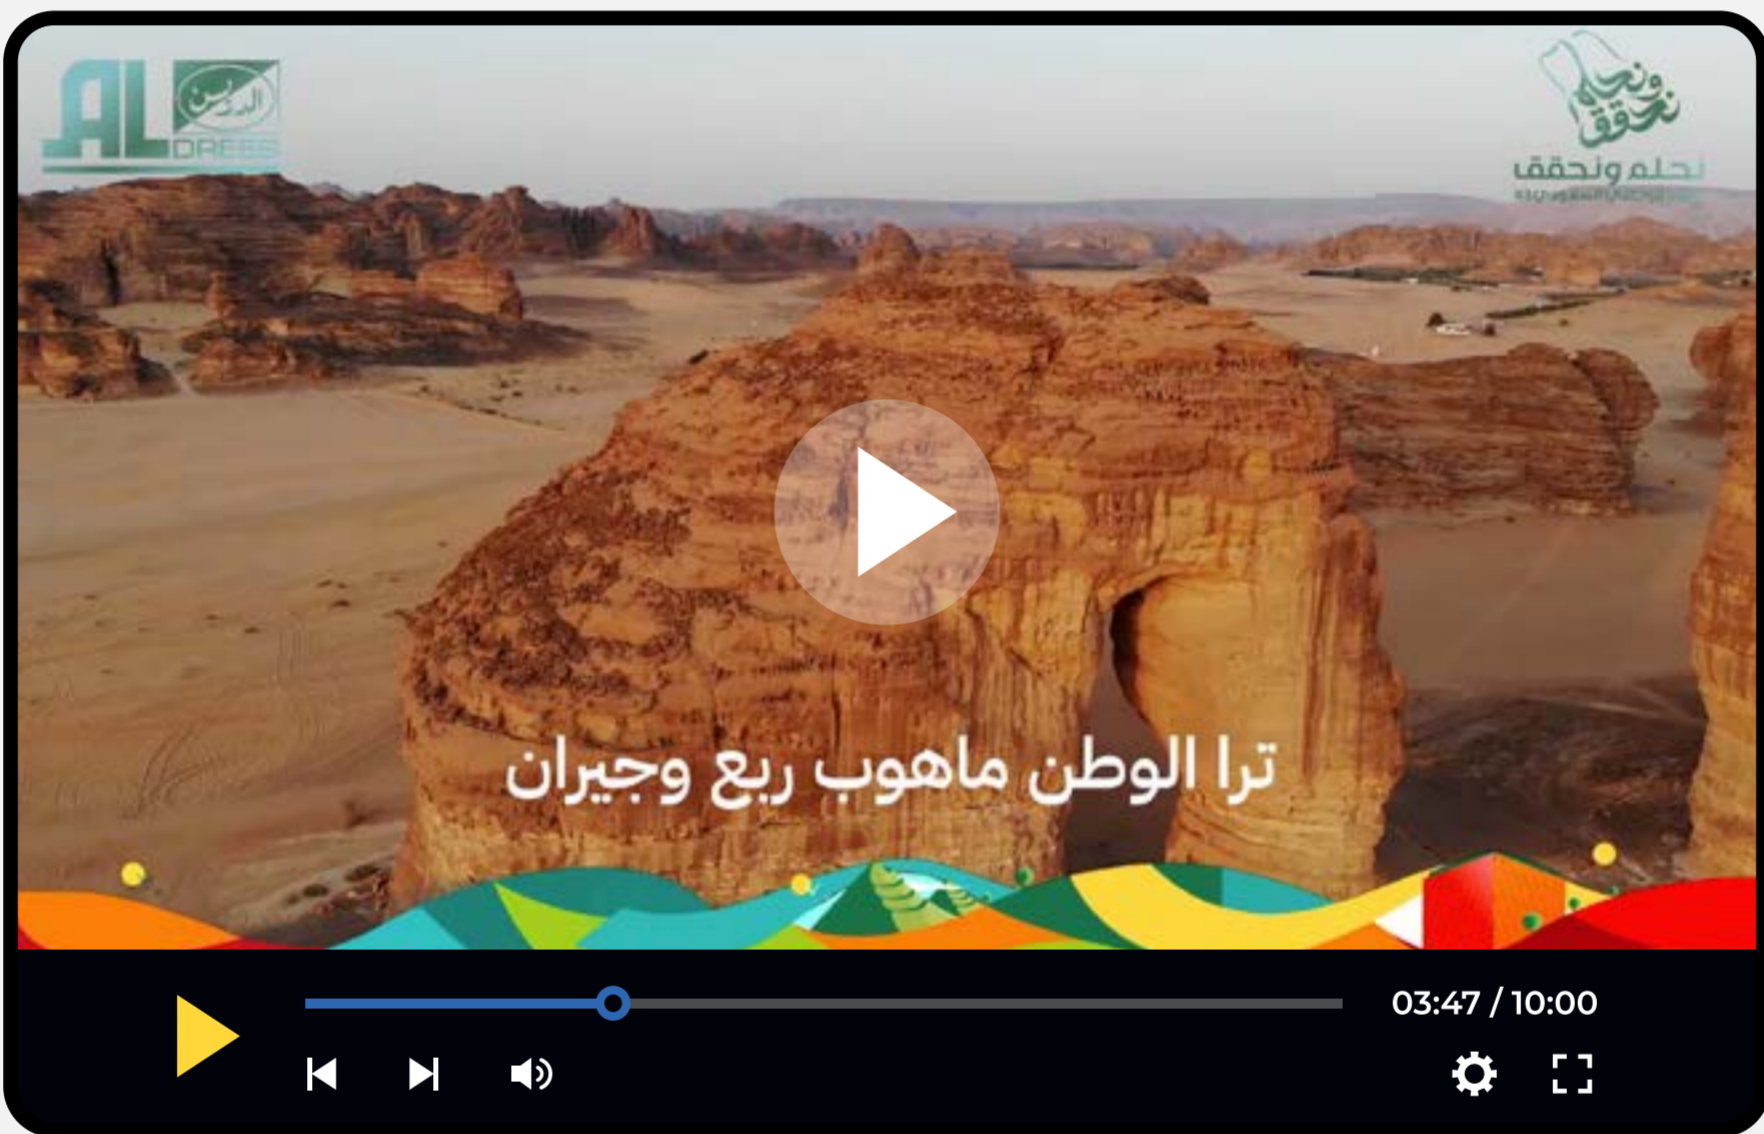 AL
الدريس
DREES
ونحلم
نحقق
نحلم ونحقق
ترا الوطن ماهوب ربع وجيران
03:47 / 10:00